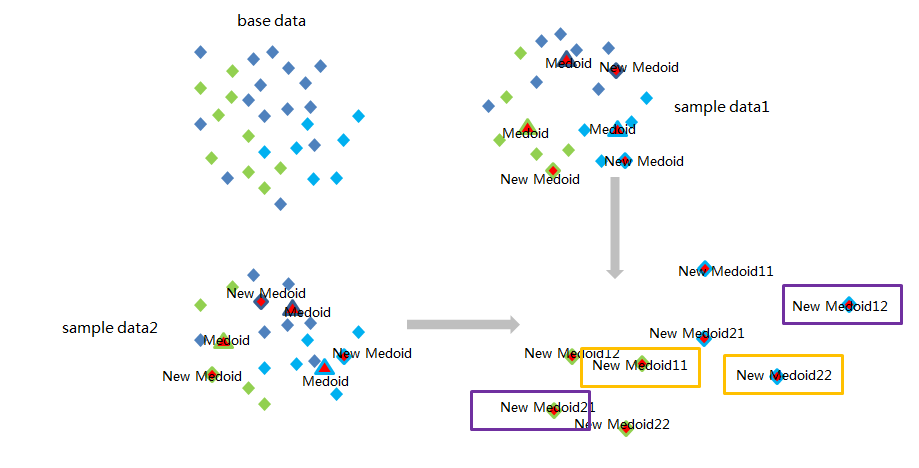 base data
Medoid
New Medoid
sample data1
Medoid
Medoid
New Medoid
New Medoid
New Medoid11
New Medoid
New Medoid12
Medoid
sample data2
New Medoid21
Medoid
New Medoid
New Medoid12
New Medoid11
New Medoid
New Medoid22
Medoid
New Medoid21
New Medoid22